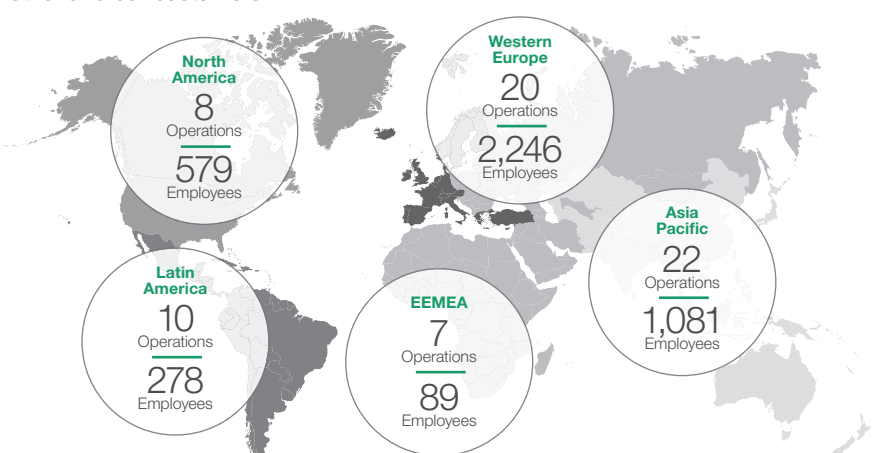 North
America
8
Operations
579
Employees
Western
Europe
20
Operations
2,246
Employees
Asia
Pacific
22
Operations
1,081
Employees
Latin
America
10
Operations
278
Employees
EEMEA
7
Operations
89
Employees